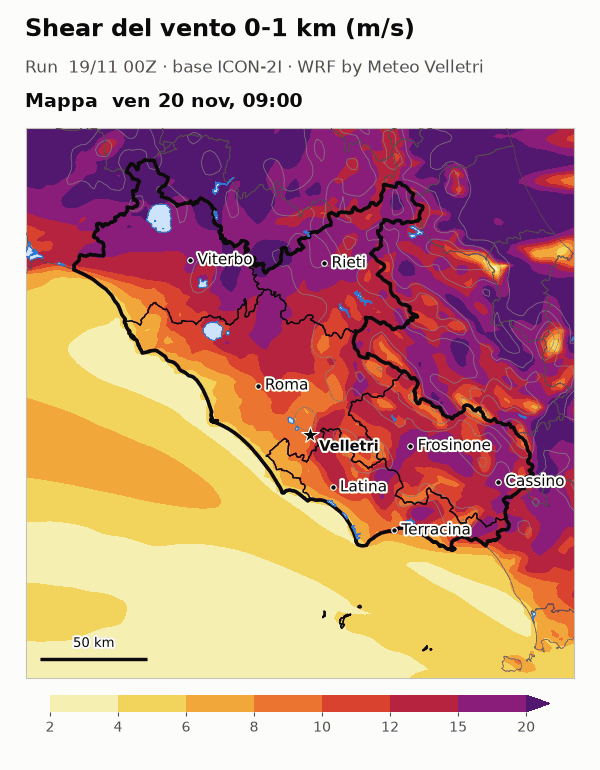 Shear del vento 0-1 km (m/s)
Run  19/11 00Z · base ICON-2I · WRF by Meteo Velletri
Mappa  ven 20 nov, 09:00
Viterbo
Rieti
Roma
Velletri
Frosinone
Latina
Cassino
Terracina
50 km
2 4 6 8 10 12 15 20